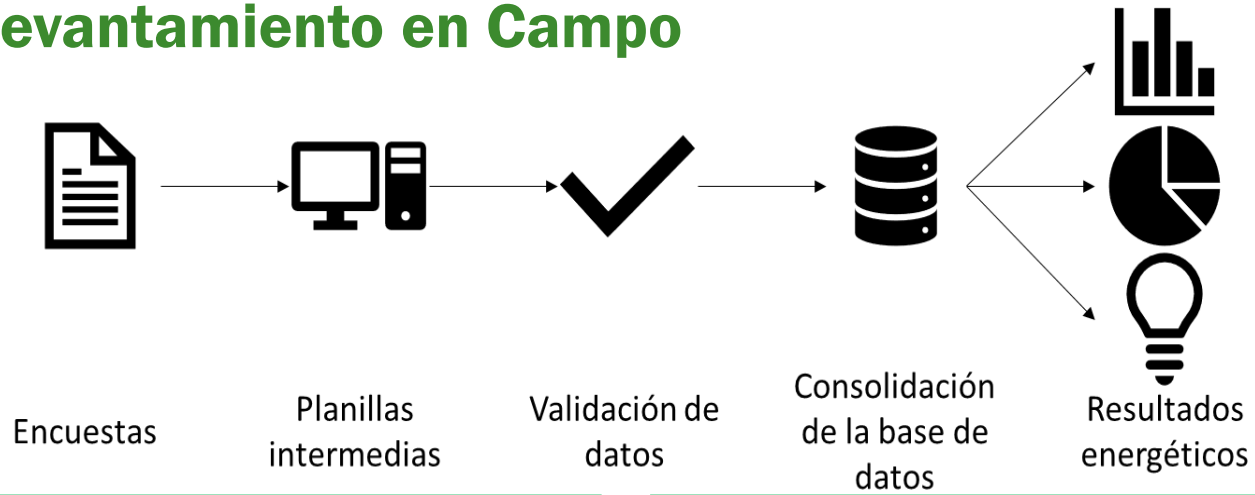 evantamiento en Campo
Encuestas
Planillas
intermedias
Validación de
datos
Consolidación
de la base de
datos
Resultados
energéticos